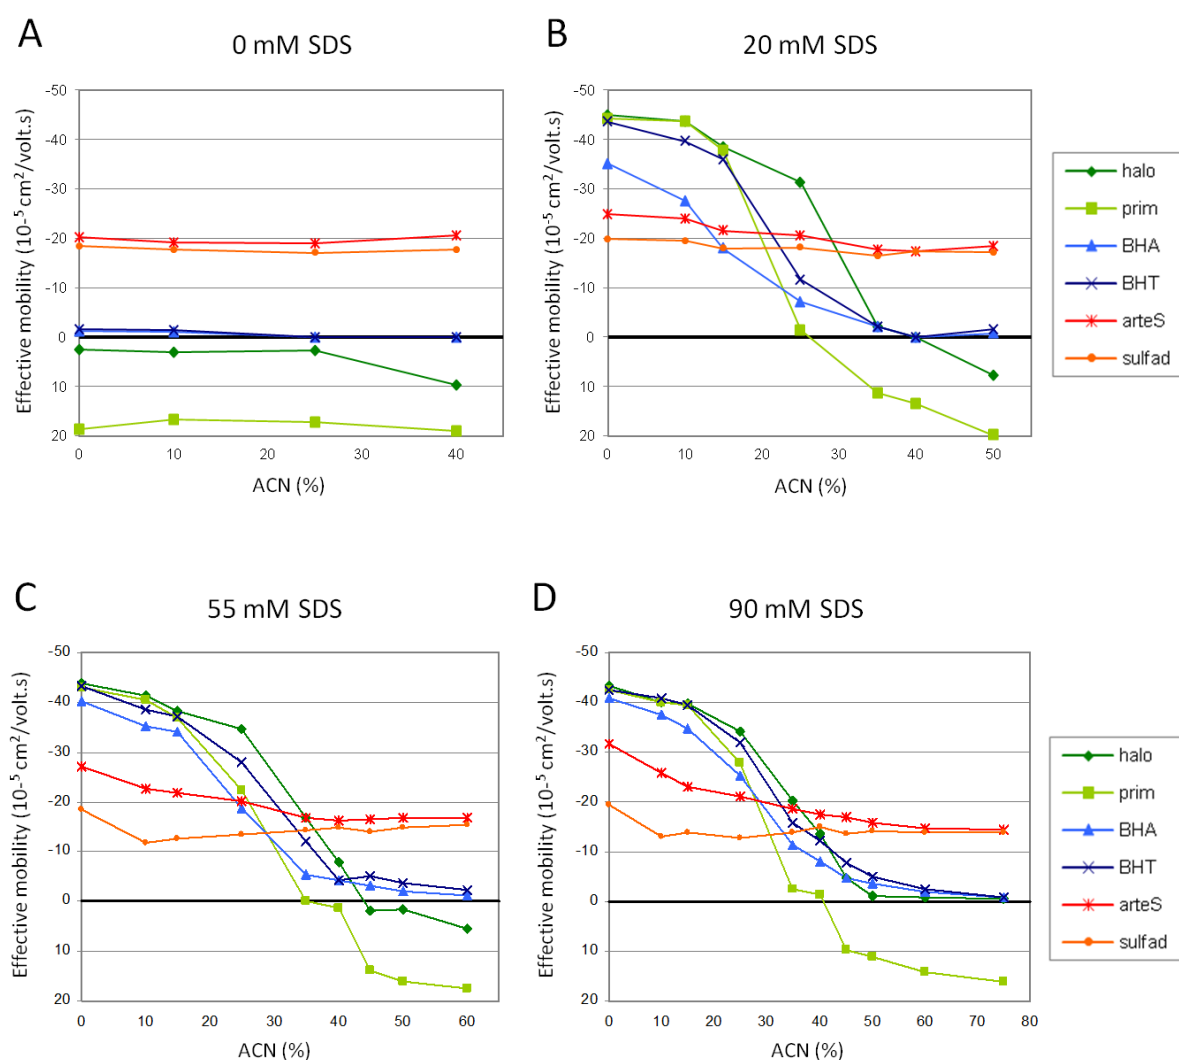 A
0 mM SDS
Effective mobility (10-⁵ cm²/volt.s)
-50
-40
-30
-20
-10
0
10
20
0 10 20 30 40
ACN (%)
B
20 mM SDS
Effective mobility (10⁻⁵ cm²/volt.s)
-50
-40
-30
-20
-10
0
10
20
0 10 20 30 40 50
ACN (%)
halo
prim
BHA
BHT
arteS
sulfad
C
55 mM SDS
Effective mobility (10-⁵ cm²/volt.s)
-50
-40
-30
-20
-10
0
10
20
0 10 20 30 40 50 60
ACN (%)
D
90 mM SDS
Effective mobility (10-⁵ cm²/volt.s)
-50
-40
-30
-20
-10
0
10
20
0 10 20 30 40 50 60 70 80
ACN (%)
halo
prim
BHA
BHT
arteS
sulfad